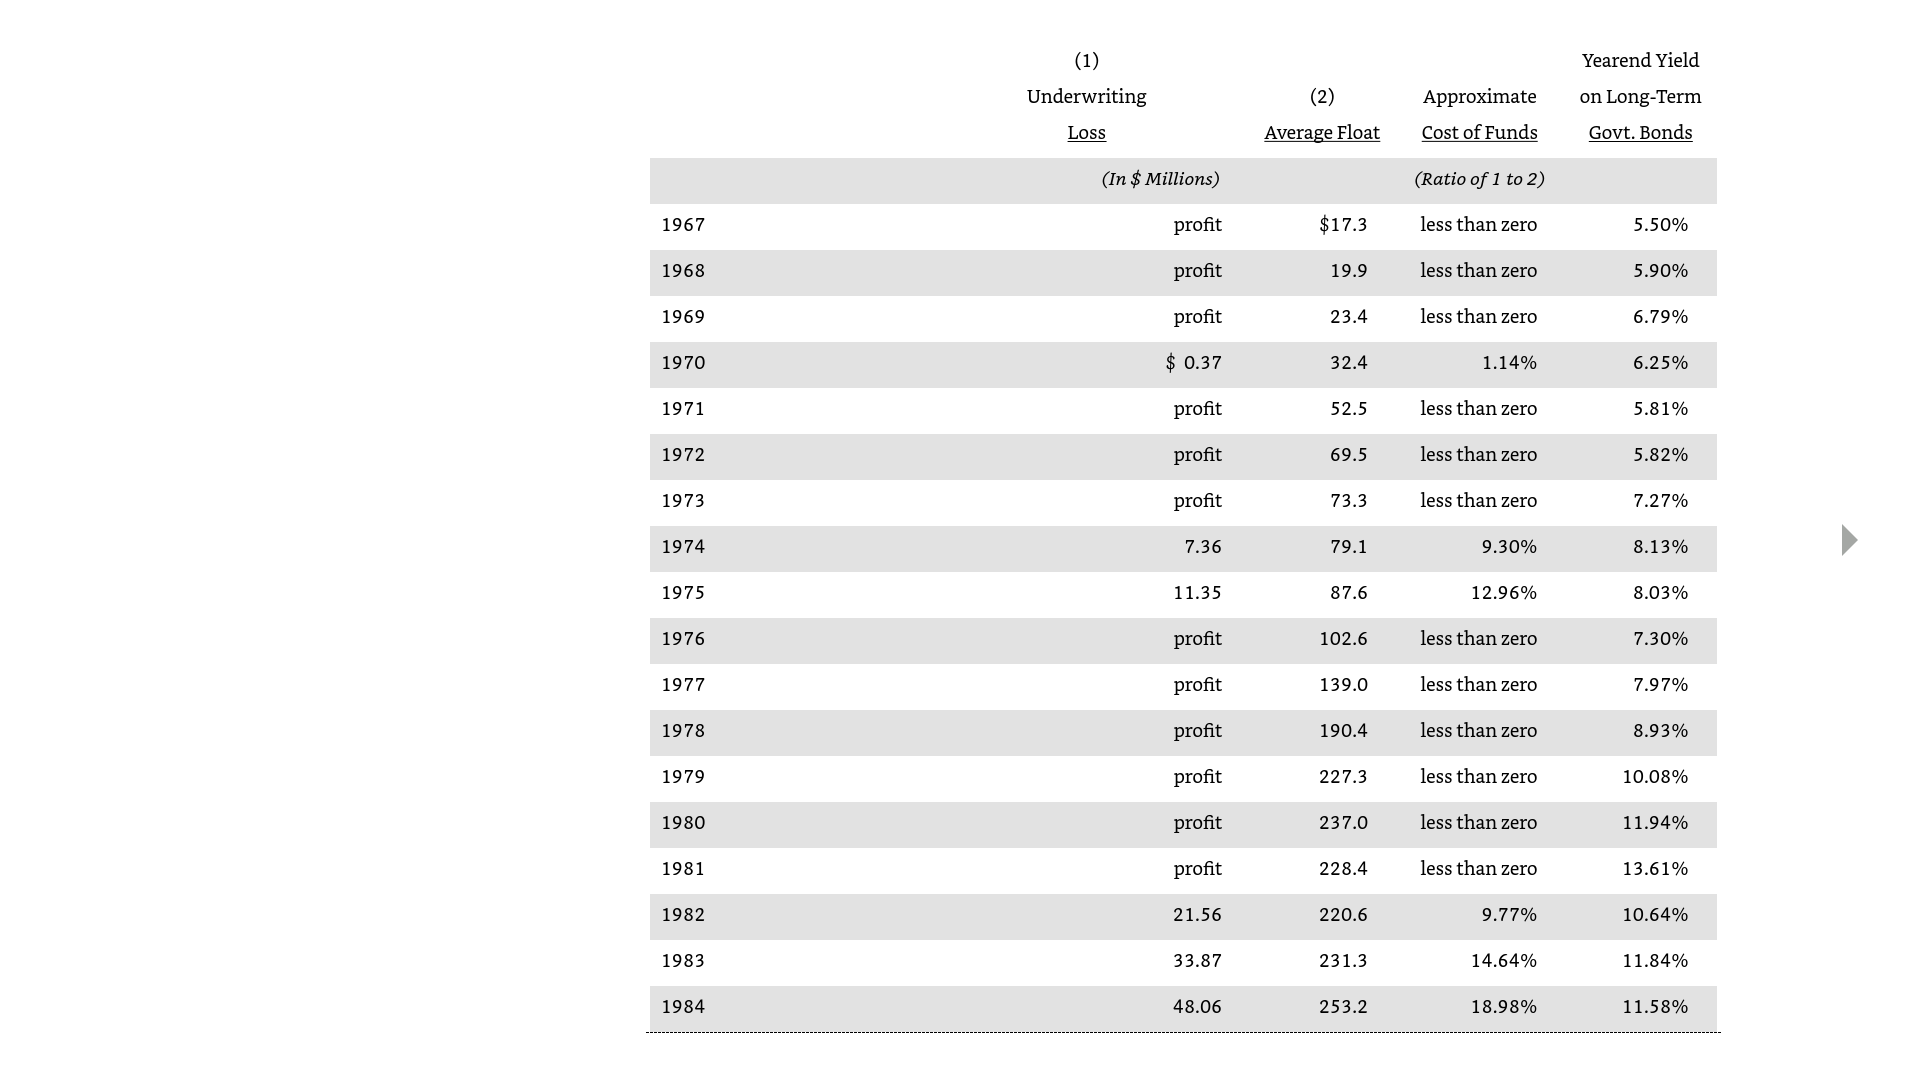 (1) Yearend Yield
Underwriting (2) Approximate on Long-Term
Loss Average Float Cost of Funds Govt. Bonds
(In $ Millions) (Ratio of 1 to 2)
1967 profit $17.3 less than zero 5.50%
1968 profit 19.9 less than zero 5.90%
1969 profit 23.4 less than zero 6.79%
1970 $ 0.37 32.4 1.14% 6.25%
1971 profit 52.5 less than zero 5.81%
1972 profit 69.5 less than zero 5.82%
1973 profit 73.3 less than zero 7.27%
1974 7.36 79.1 9.30% 8.13%
1975 11.35 87.6 12.96% 8.03%
1976 profit 102.6 less than zero 7.30%
1977 profit 139.0 less than zero 7.97%
1978 profit 190.4 less than zero 8.93%
1979 profit 227.3 less than zero 10.08%
1980 profit 237.0 less than zero 11.94%
1981 profit 228.4 less than zero 13.61%
1982 21.56 220.6 9.77% 10.64%
1983 33.87 231.3 14.64% 11.84%
1984 48.06 253.2 18.98% 11.58%